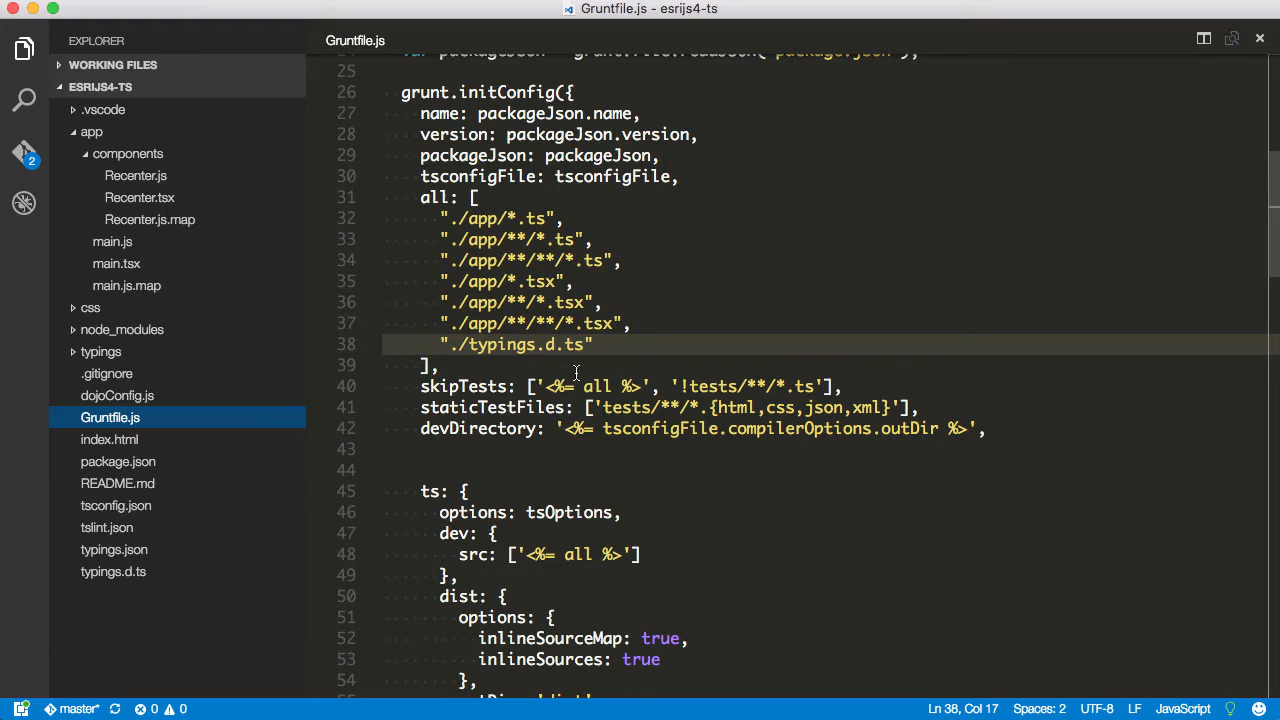 Gruntfile.js - esrijs4-ts
EXPLORER
WORKING FILES
ESRIJS4-TS
.vscode
app
components
Recenter.js
Recenter.tsx
Recenter.js.map
main.js
main.tsx
main.js.map
css
node_modules
typings
.gitignore
dojoConfig.js
Gruntfile.js
index.html
package.json
README.md
tsconfig.json
tslint.json
typings.json
typings.d.ts
2
Gruntfile.js
24 var packageJson = grunt.file.readJSON("package.json");
25
26 grunt.initConfig({
27 name: packageJson.name,
28 version: packageJson.version,
29 packageJson: packageJson,
30 tsconfigFile: tsconfigFile,
31 all: [
32 "./app/*.ts",
33 "./app/**/*.ts",
34 "./app/**/**/*.ts",
35 "./app/*.tsx",
36 "./app/**/*.tsx",
37 "./app/**/**/*.tsx",
38 "./typings.d.ts"
39 ],
40 skipTests: ['<%= all %>', '!tests/**/*.ts'],
41 staticTestFiles: ['tests/**/*.{html,css,json,xml}'],
42 devDirectory: '<%= tsconfigFile.compilerOptions.outDir %>',
43
44
45 ts: {
46 options: tsOptions,
47 dev: {
48 src: ['<%= all %>']
49 },
50 dist: {
51 options: {
52 inlineSourceMap: true,
53 inlineSources: true
54 },
master* 0 0 Ln 38, Col 17 Spaces: 2 UTF-8 LF JavaScript